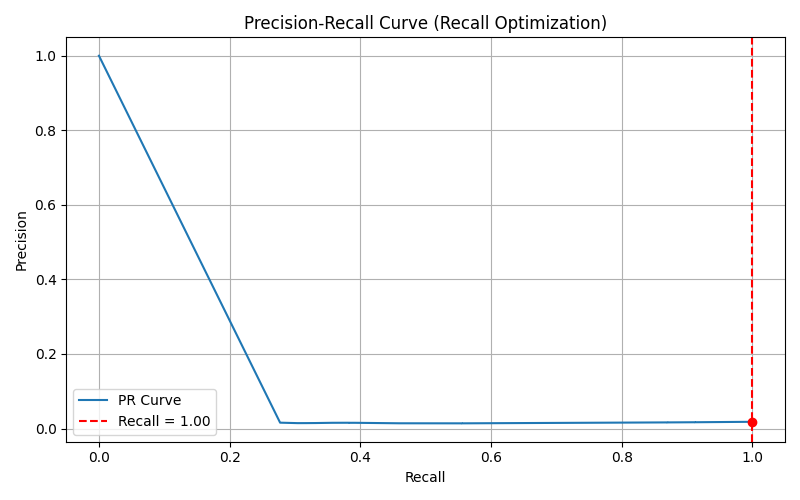 Precision-Recall Curve (Recall Optimization)
1.0
0.8
0.6
0.4
0.2
0.0
Precision
PR Curve
Recall = 1.00
0.0 0.2 0.4 0.6 0.8 1.0
Recall